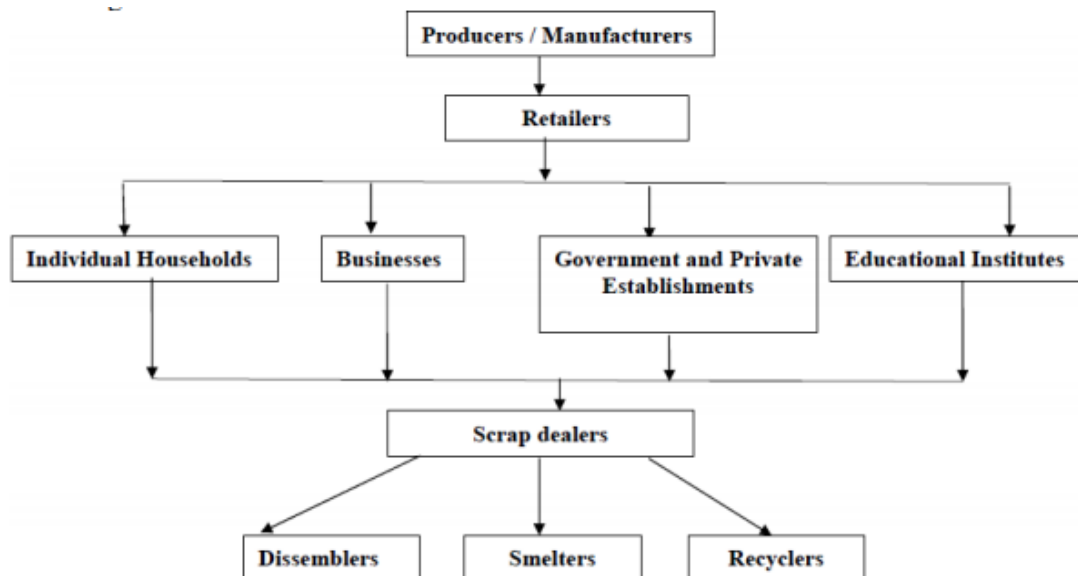 Producers / Manufacturers
Retailers
Individual Households
Businesses
Government and Private
Establishments
Educational Institutes
Scrap dealers
Dissemblers
Smelters
Recyclers